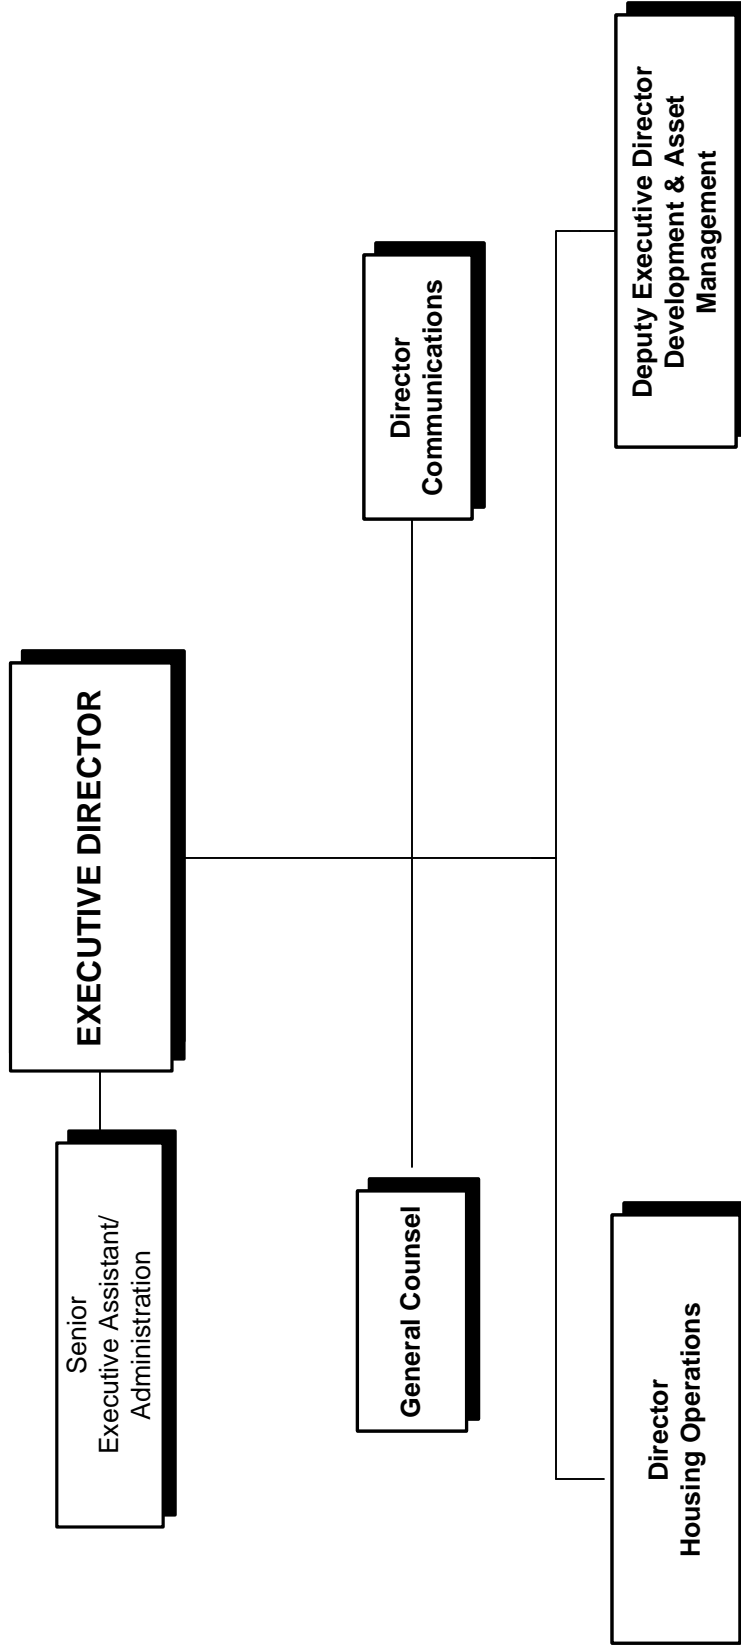 EXECUTIVE DIRECTOR
Senior
Executive Assistant/
Administration
General Counsel
Director
Communications
Director
Housing Operations
Deputy Executive Director
Development & Asset
Management